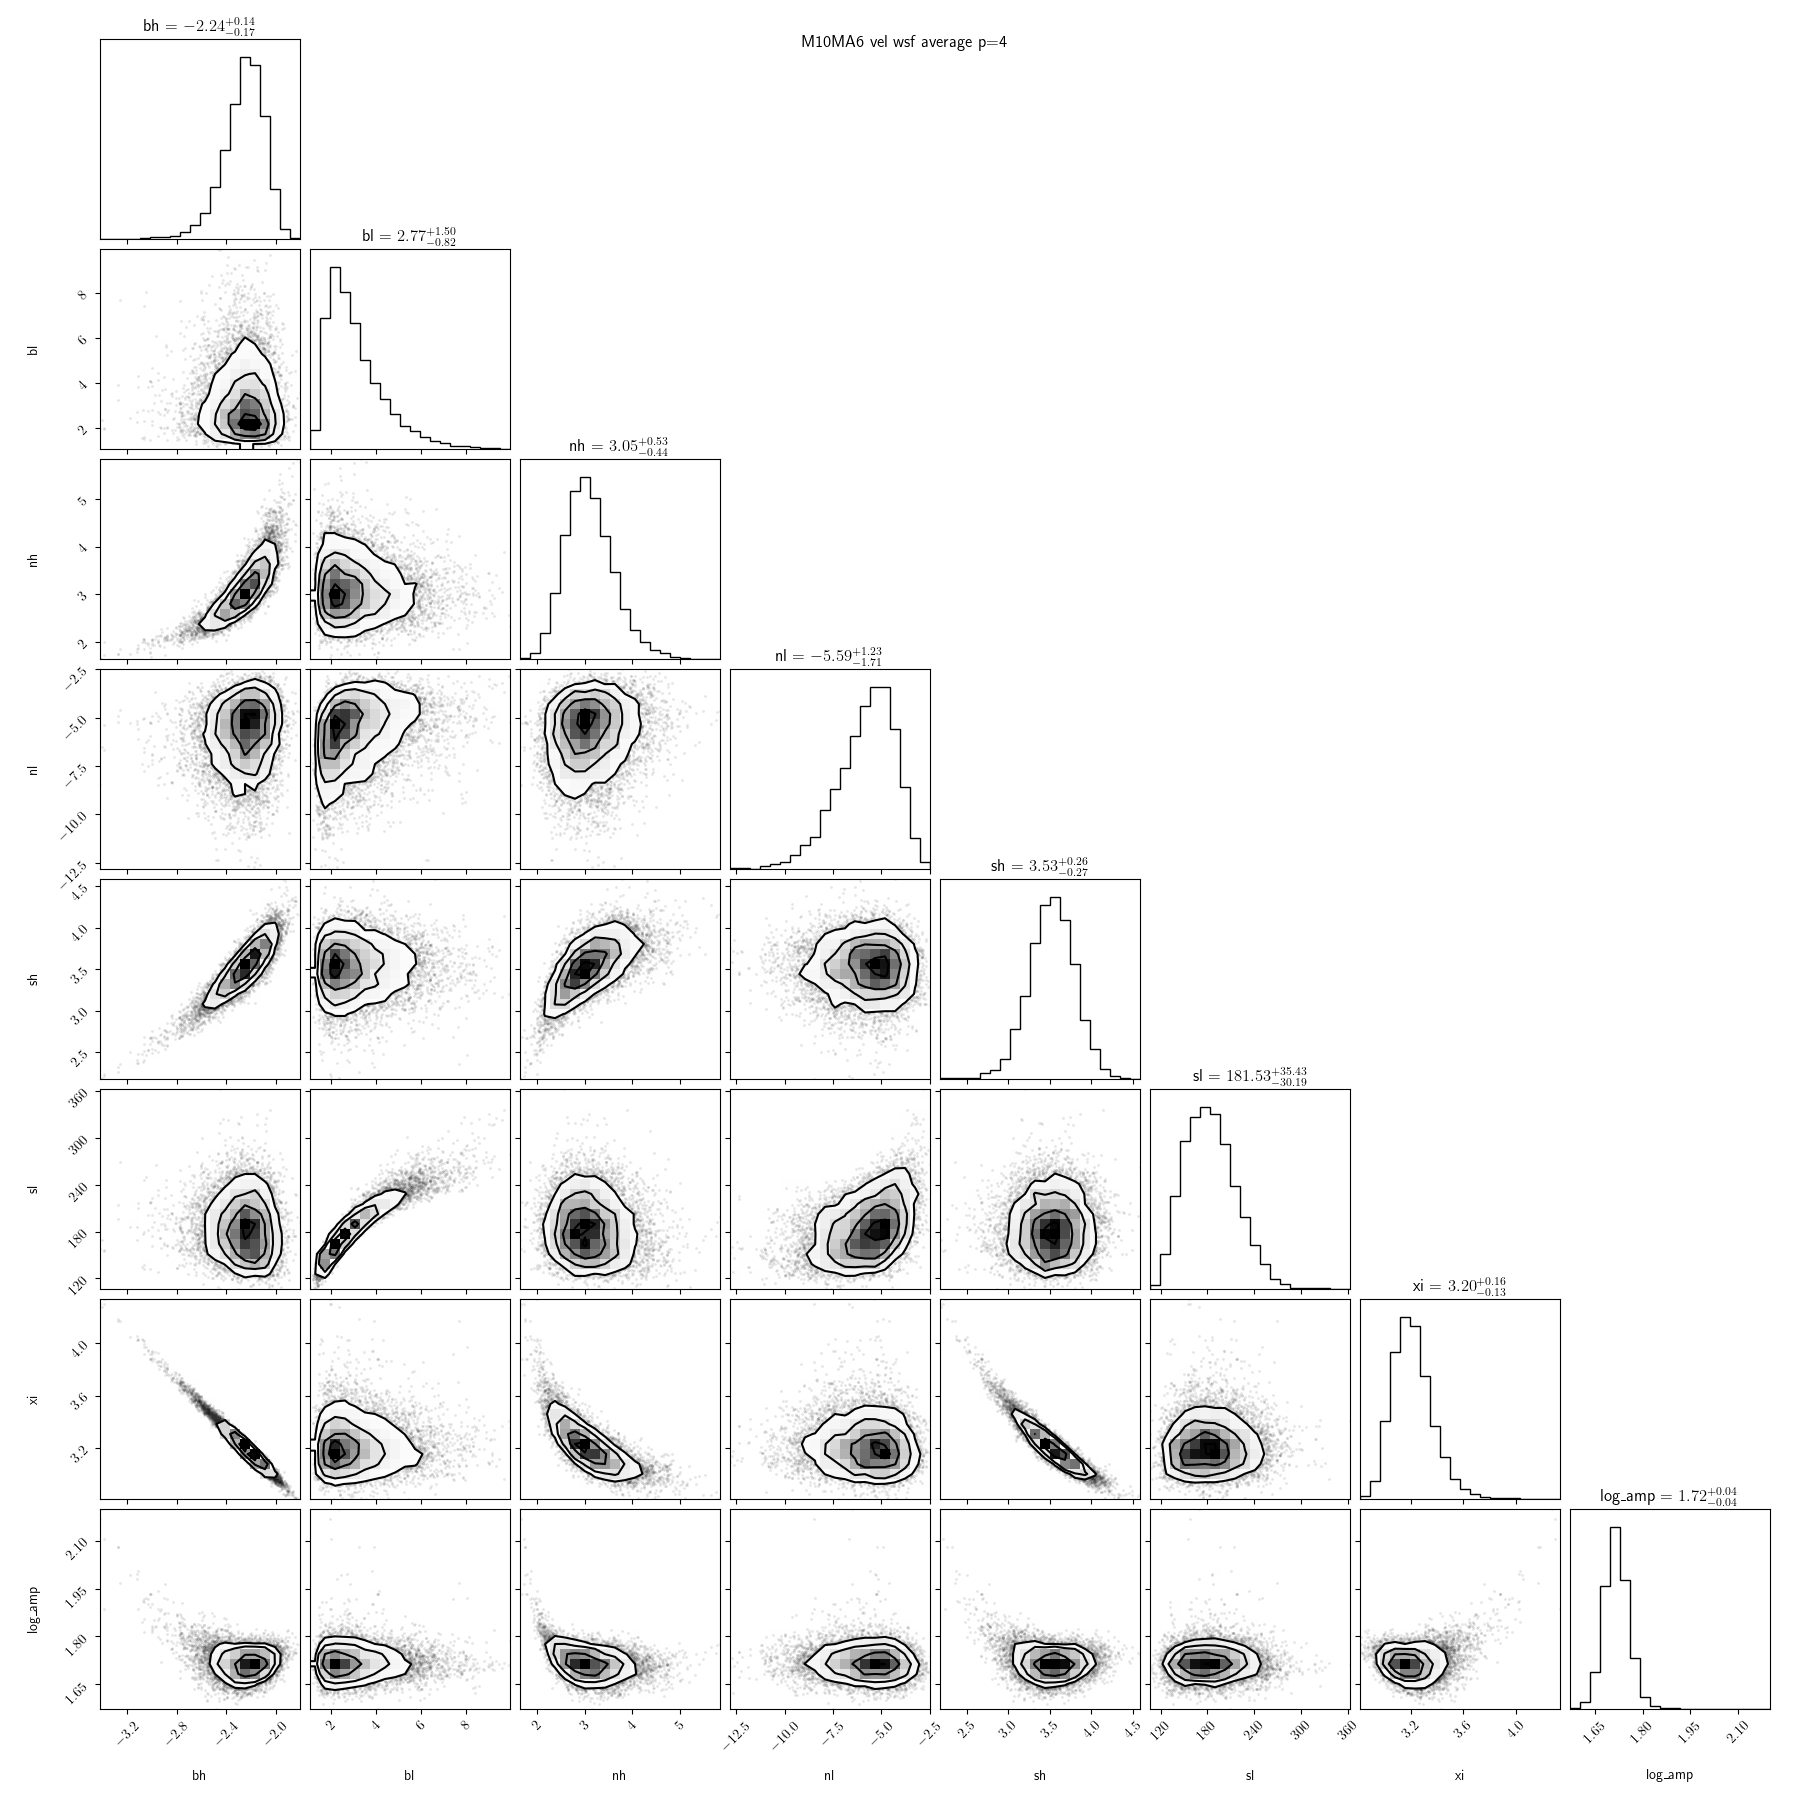 M10MA6 vel wsf average p=4
bh = −2.24+0.14 −0.17
bl = 2.77+1.50 −0.82
nh = 3.05+0.53 −0.44
nl = −5.59+1.23 −1.71
sh = 3.53+0.26 −0.27
sl = 181.53+35.43 −30.19
xi = 3.20+0.16 −0.13
log_amp = 1.72+0.04 −0.04
8
6
4
2
bl
5
4
3
2
nh
−2.5
−5.0
−7.5
−10.0
−12.5
nl
4.5
4.0
3.5
3.0
2.5
sh
360
300
240
180
120
sl
4.0
3.6
3.2
xi
2.10
1.95
1.80
1.65
log_amp
−3.2 −2.8 −2.4 −2.0 2 4 6 8 2 3 4 5 −12.5 −10.0 −7.5 −5.0 −2.5 2.5 3.0 3.5 4.0 4.5 120 180 240 300 360 3.2 3.6 4.0 1.65 1.80 1.95 2.10
bh bl nh nl sh sl xi log_amp